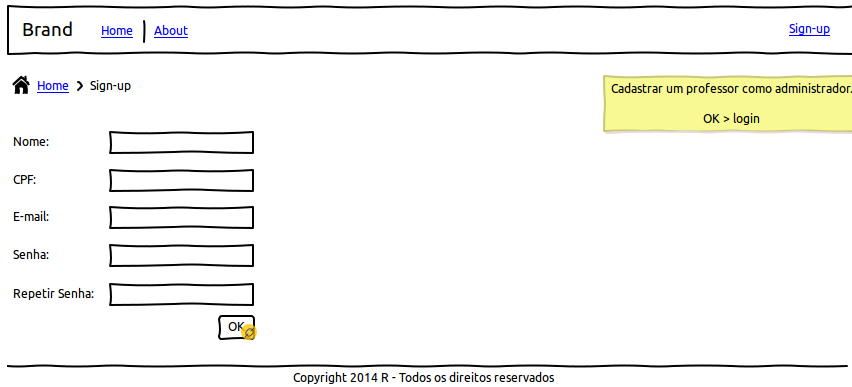 Brand Home About Sign-up
Home Sign-up
Cadastrar um professor como administrador.
OK > login
Nome:
CPF:
E-mail:
Senha:
Repetir Senha:
OK
Copyright 2014 R - Todos os direitos reservados